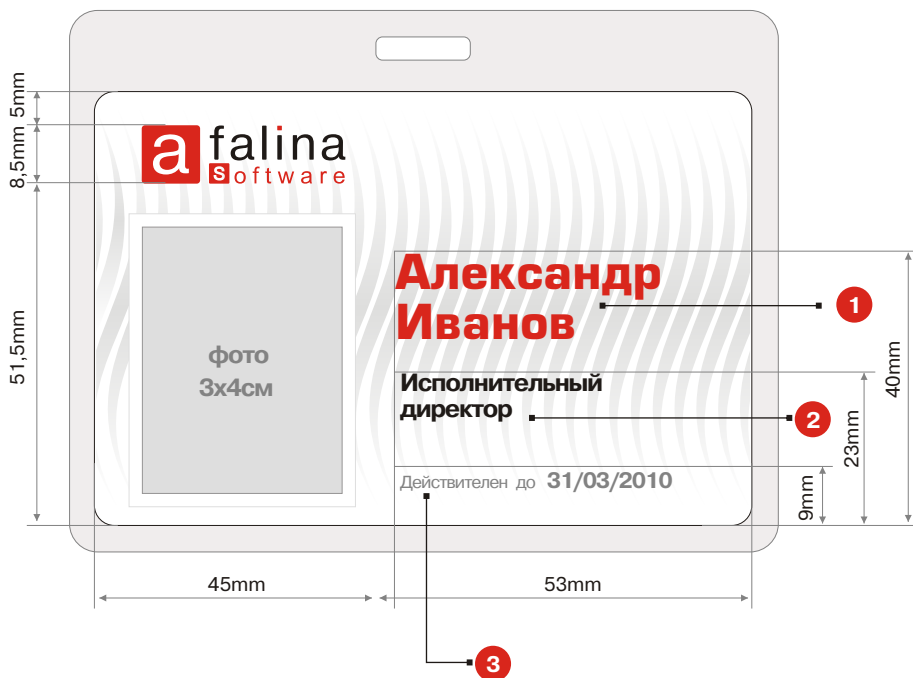 5mm
8,5mm
51,5mm
a falina
Software
фото
3х4см
Александр
Иванов
Исполнительный
директор
Действителен до 31/03/2010
1
2
3
40mm
23mm
9mm
45mm
53mm